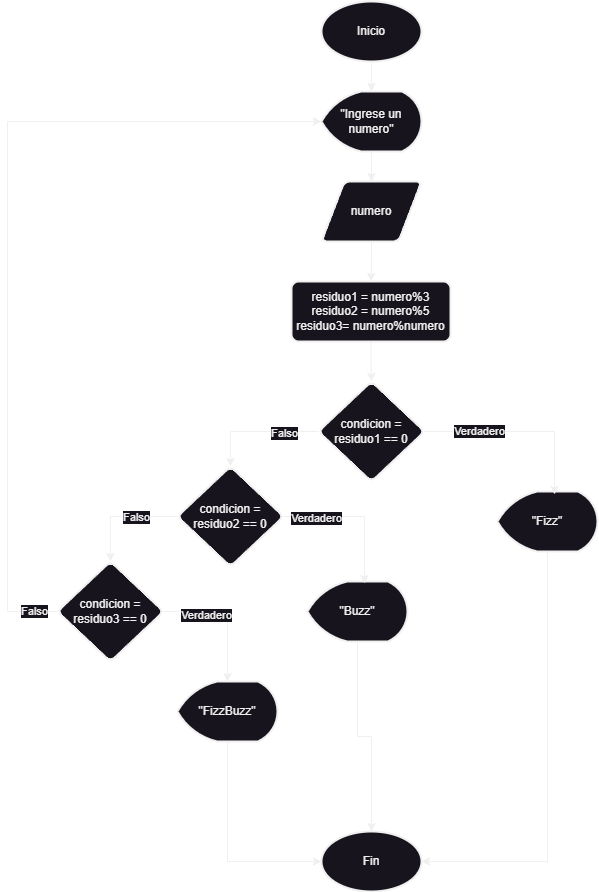 Inicio
"Ingrese un
numero"
numero
residuo1 = numero%3
residuo2 = numero%5
residuo3= numero%numero
condicion =
residuo1 == 0
Falso
Verdadero
condicion =
residuo2 == 0
Falso
Verdadero
"Fizz"
condicion =
residuo3 == 0
Falso
Verdadero
"Buzz"
"FizzBuzz"
Fin